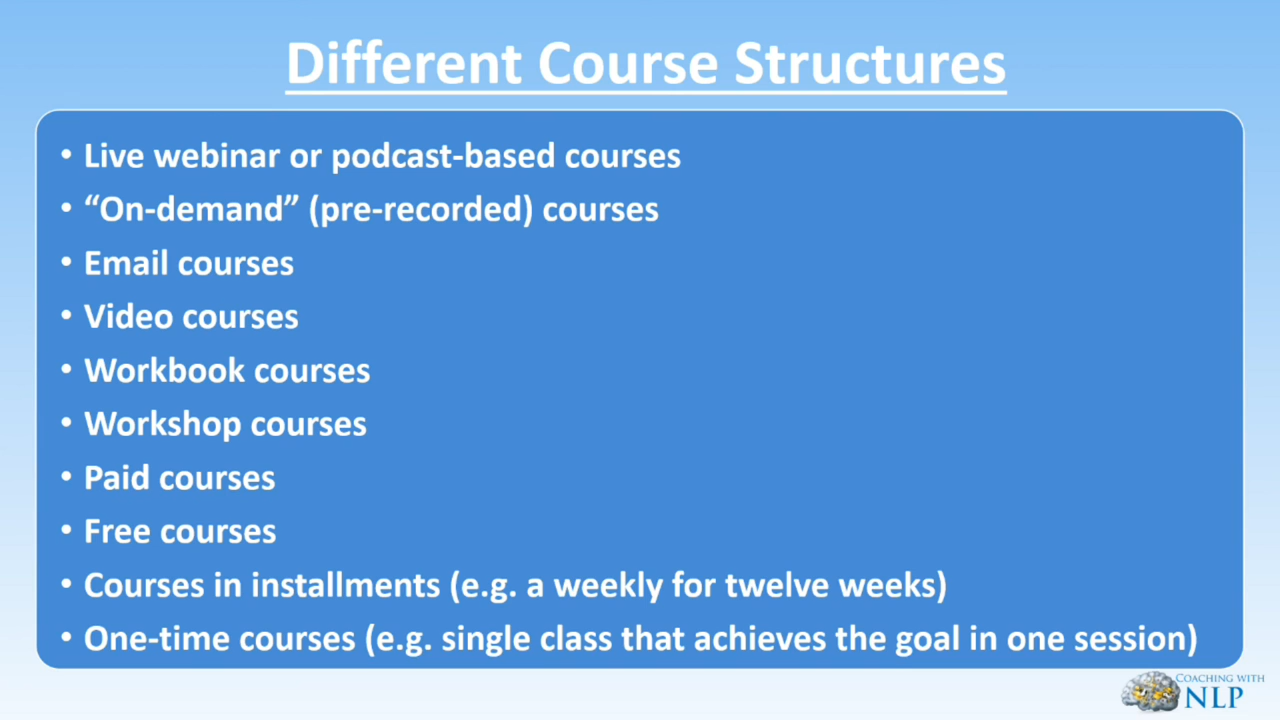 Different Course Structures
• Live webinar or podcast-based courses
• “On-demand” (pre-recorded) courses
• Email courses
• Video courses
• Workbook courses
• Workshop courses
• Paid courses
• Free courses
• Courses in installments (e.g. a weekly for twelve weeks)
• One-time courses (e.g. single class that achieves the goal in one session)
COACHING WITH
NLP